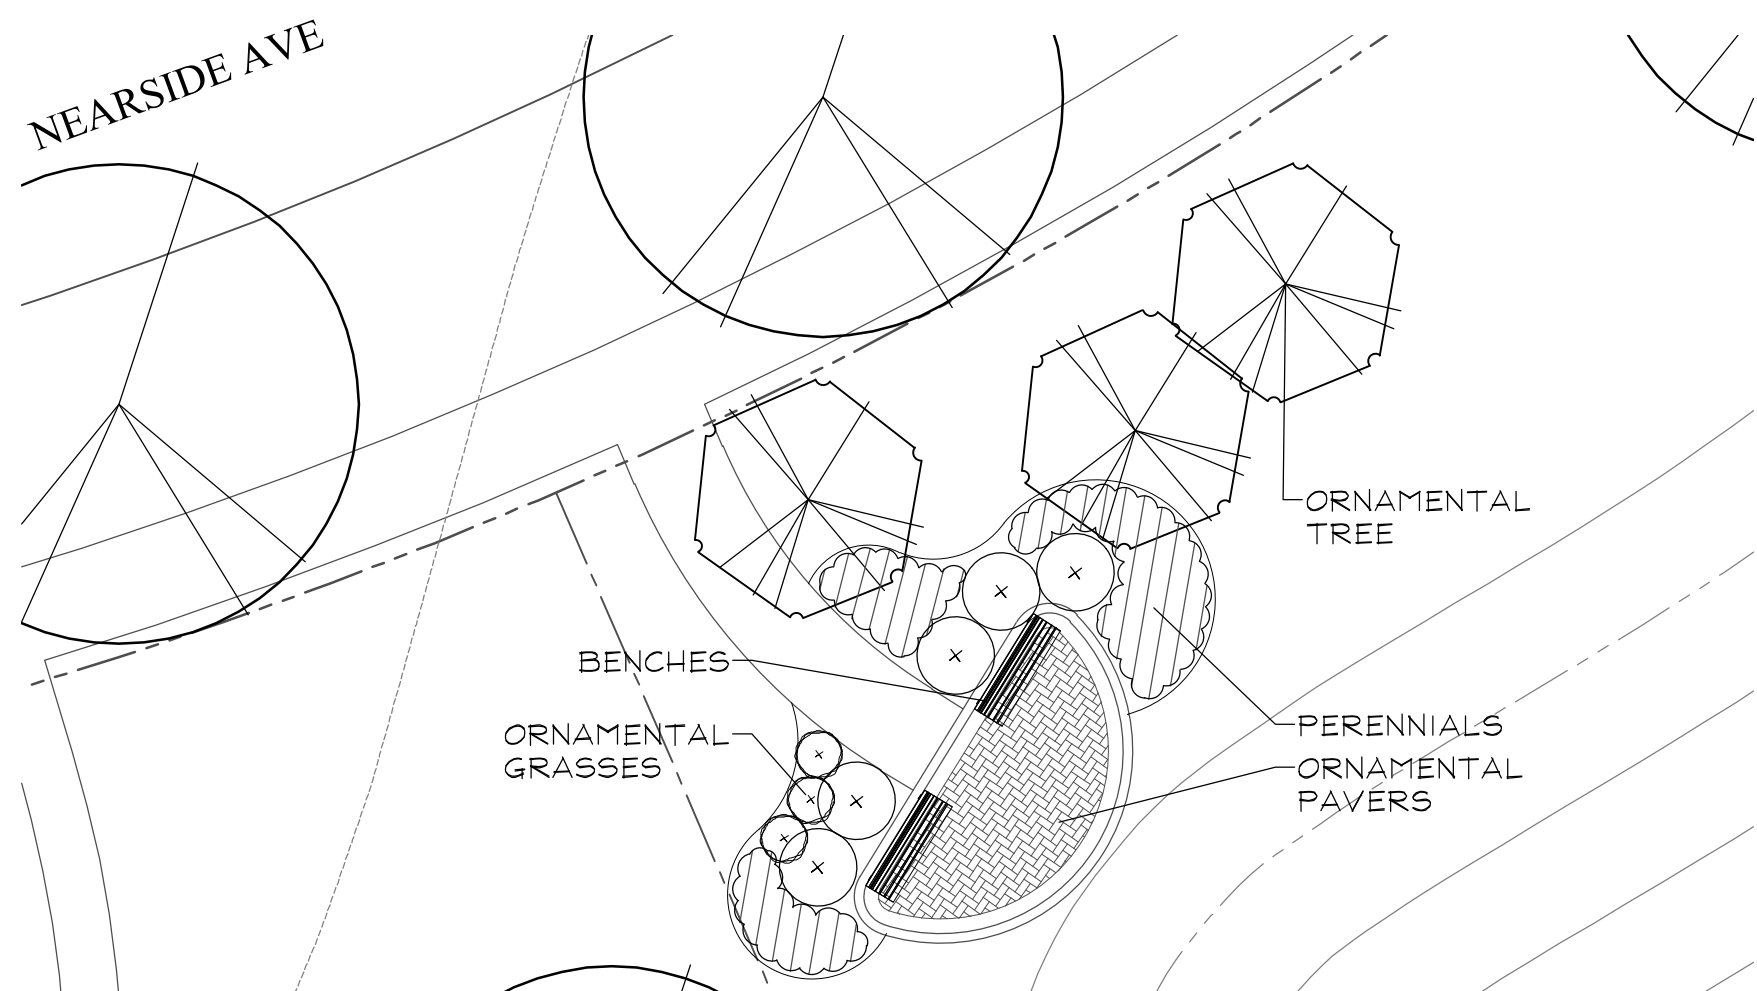 NEARSIDE AVE
ORNAMENTAL
TREE
BENCHES
ORNAMENTAL
GRASSES
PERENNIALS
ORNAMENTAL
PAVERS